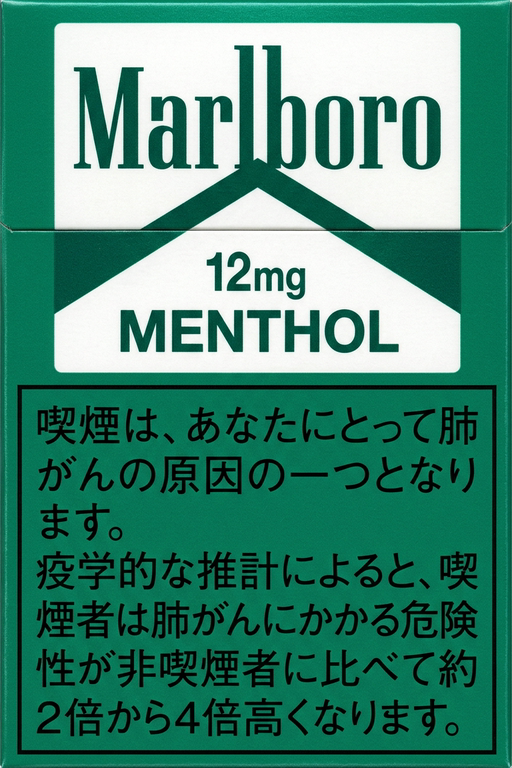 Marlboro
12mg
MENTHOL
喫煙は、あなたにとって肺
がんの原因の一つとなり
ます。
疫学的な推計によると、喫
煙者は肺がんにかかる危険
性が非喫煙者に比べて約
2倍から4倍高くなります。